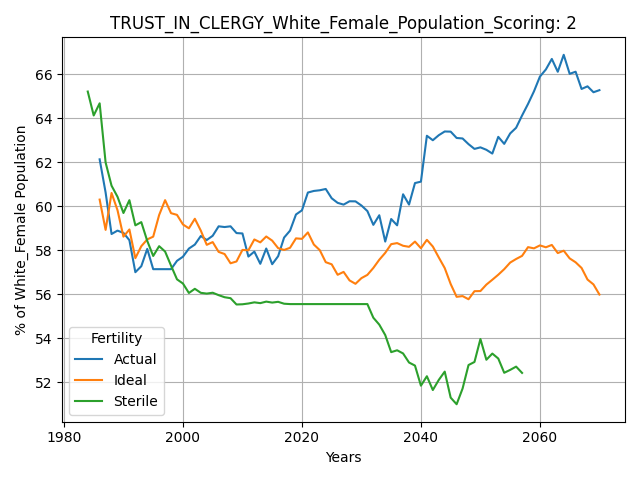 TRUST_IN_CLERGY_White_Female_Population_Scoring: 2
% of White_Female Population
66
64
62
60
58
56
54
52
Fertility
Actual
Ideal
Sterile
1980
2000
2020
2040
2060
Years